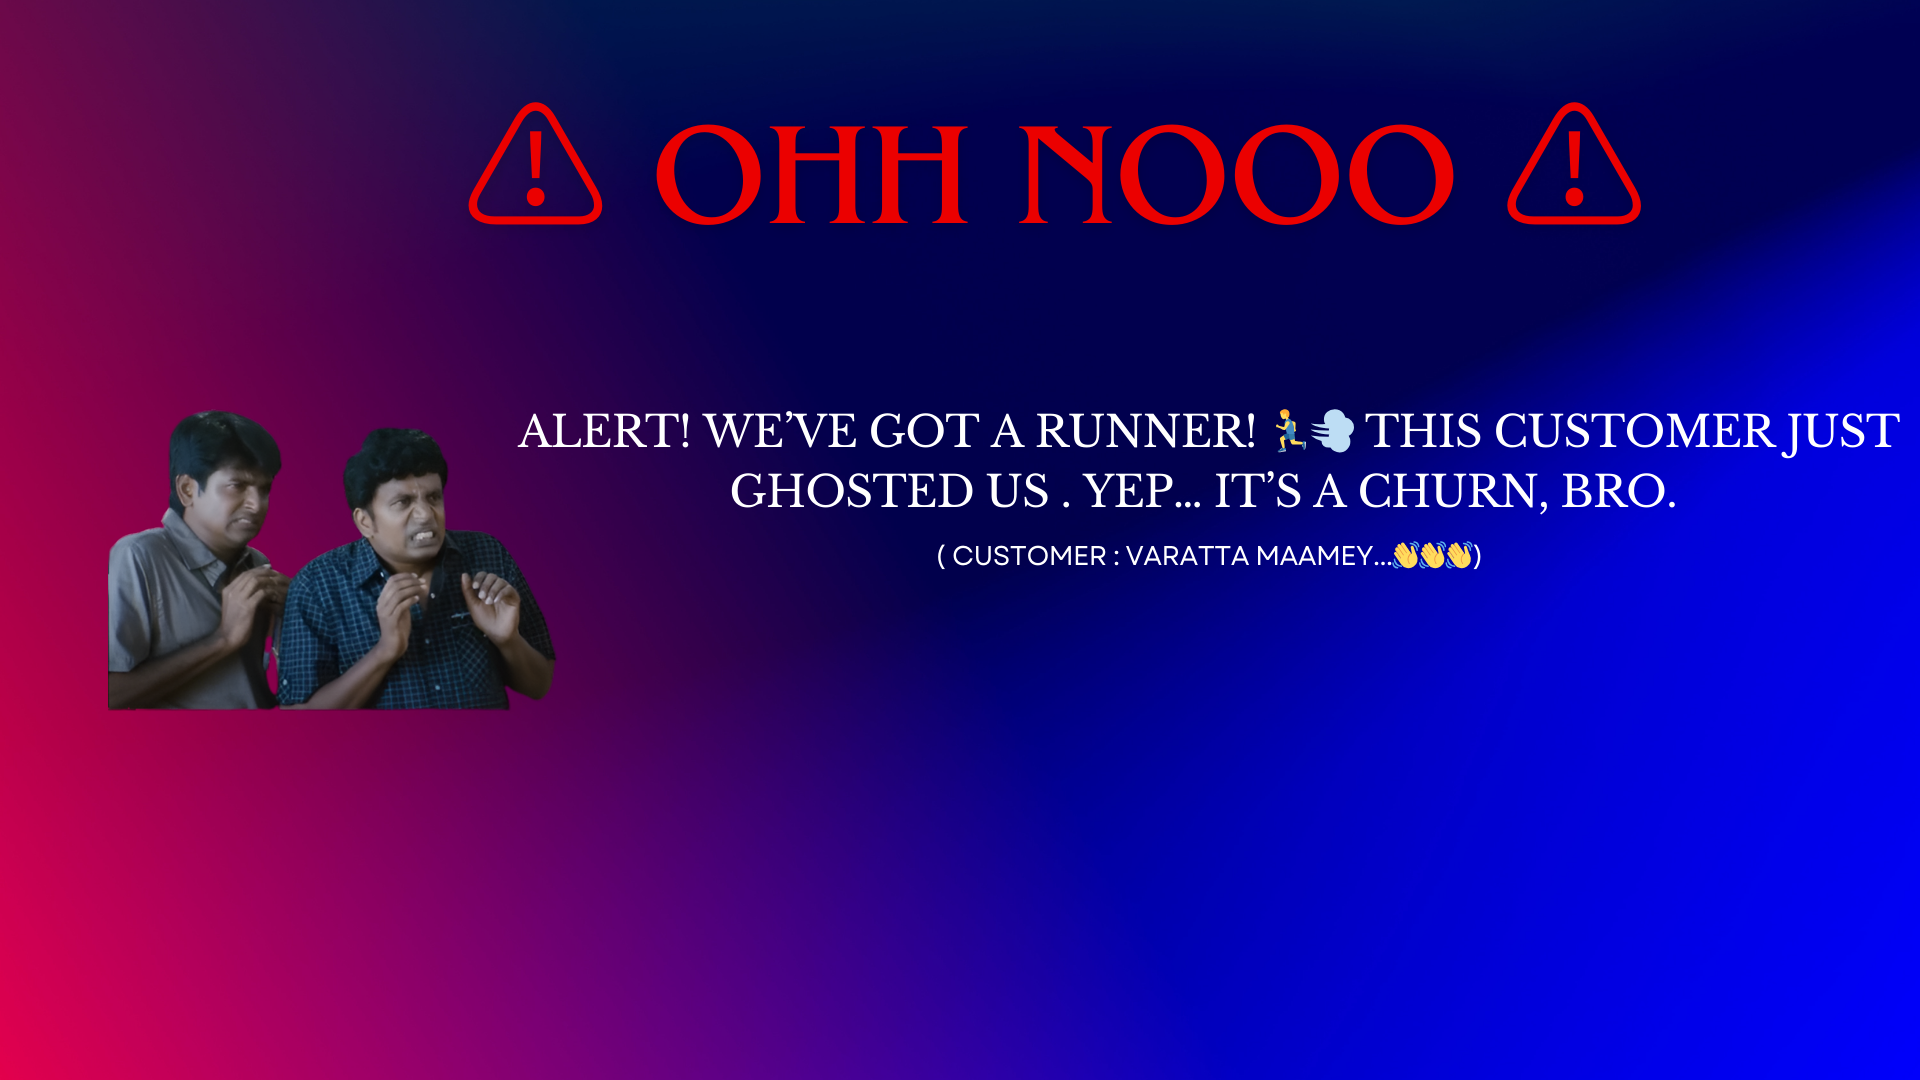 ⚠ OHH NOOO ⚠
ALERT! WE’VE GOT A RUNNER! 🏃💨 THIS CUSTOMER JUST
GHOSTED US . YEP... IT’S A CHURN, BRO.
( CUSTOMER : VARATTA MAAMEY...👋👋👋)